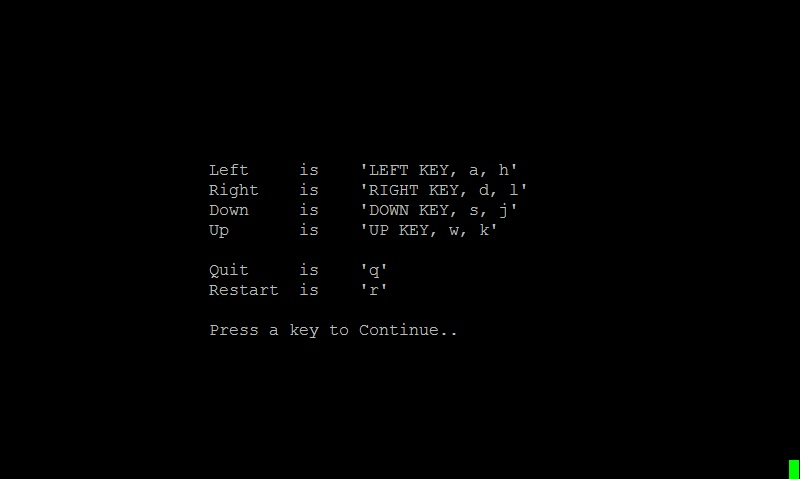 Left     is    'LEFT KEY, a, h'
Right    is    'RIGHT KEY, d, l'
Down     is    'DOWN KEY, s, j'
Up       is    'UP KEY, w, k'
Quit     is    'q'
Restart  is    'r'
Press a key to Continue..